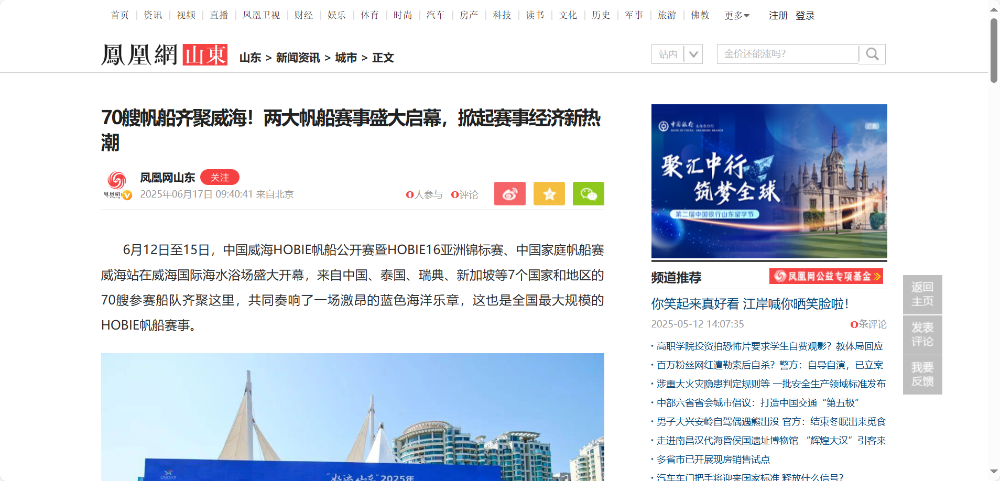 首页 资讯 视频 直播 凤凰卫视 财经 娱乐 体育 时尚 汽车 房产 科技 读书 文化 历史 军事 旅游 佛教 更多 注册 登录
鳳凰網 山東 山东 > 新闻资讯 > 城市 > 正文
站内
金价还能涨吗？
70艘帆船齐聚威海！两大帆船赛事盛大启幕，掀起赛事经济新热
潮
凤凰网山东 关注
2025年06月17日 09:40:41 来自北京
0人参与 0评论
6月12日至15日，中国威海HOBIE帆船公开赛暨HOBIE16亚洲锦标赛、中国家庭帆船赛
威海站在威海国际海水浴场盛大开幕，来自中国、泰国、瑞典、新加坡等7个国家和地区的
70艘参赛船队齐聚这里，共同奏响了一场激昂的蓝色海洋乐章，这也是全国最大规模的
HOBIE帆船赛事。
“好运山东”2025年
中国银行 山东省分行
BANK OF CHINA SHANDONG BRANCH
广告
聚汇中行
筑梦全球
第二届中国银行山东留学节
频道推荐
凤凰网公益专项基金
你笑起来真好看 江岸喊你晒笑脸啦！
2025-05-12 14:07:35
0条评论
· 高职学院投资拍恐怖片要求学生自费观影？教体局回应
· 百万粉丝网红遭勒索后自杀？警方：自导自演，已立案
· 涉重大火灾隐患判定规则等 一批安全生产领域标准发布
· 中部六省省会城市倡议：打造中国交通“第五极”
· 男子大兴安岭自驾偶遇熊出没 官方：结束冬眠出来觅食
· 走进南昌汉代海昏侯国遗址博物馆 “辉煌大汉”引客来
· 多省市已开展现房销售试点
· 汽车车门把手将迎来国家标准 释放什么信号？
返回
主页
发表
评论
我要
反馈